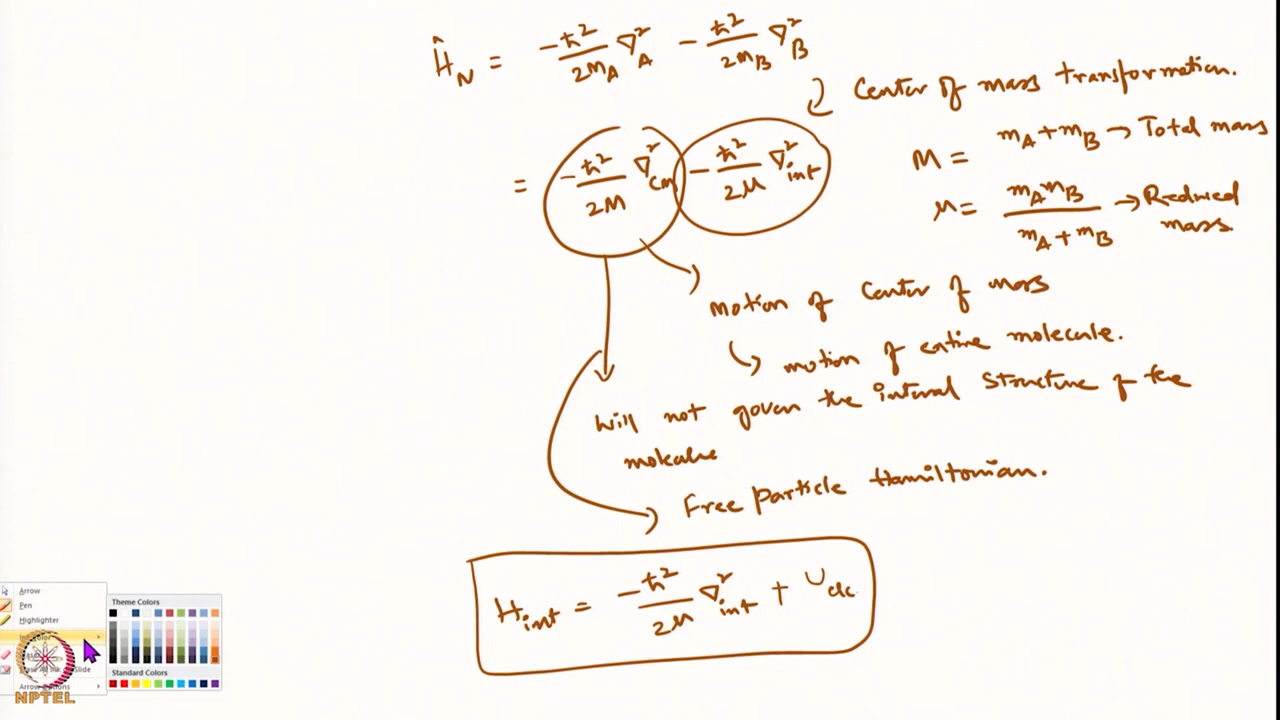 Ĥ_N = -ħ²/2m_A ∇²_A - ħ²/2m_B ∇²_B
Center of mass transformation.
= -ħ²/2M ∇²_cm - ħ²/2μ ∇²_int
M = m_A + m_B → Total mass
μ = m_A m_B / m_A + m_B → Reduced mass
motion of center of mass
motion of entire molecule.
Will not govern the internal structure of the
molecule
Free particle Hamiltonian.
H_int = -ħ²/2μ ∇²_int + U_elc
Arrow
Pen
Highlighter
Theme Colors
Standard Colors
NPTEL